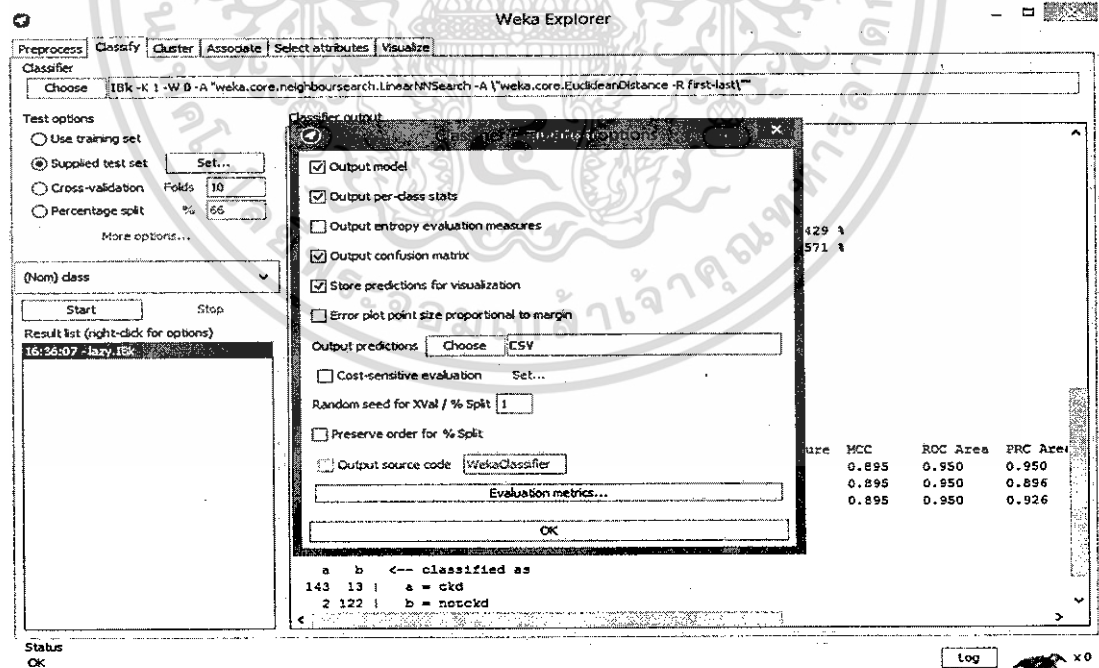 Weka Explorer
Preprocess Classify Cluster Associate Select attributes Visualize
Classifier
Choose IBk -K 1 -W 0 -A "weka.core.neighboursearch.LinearNNSearch -A \"weka.core.EuclideanDistance -R first-last\""
Test options
Use training set
Supplied test set Set...
Cross-validation Folds 10
Percentage split % 66
More options...
(Nom) class
Start Stop
Result list (right-click for options)
16:36:07 - lazy.IBk
Classifier output
options
Output model
Output per-class stats
Output entropy evaluation measures
Output confusion matrix
Store predictions for visualization
Error plot point size proportional to margin
Output predictions Choose CSV
Cost-sensitive evaluation Set...
Random seed for XVal / % Split 1
Preserve order for % Split
Output source code WekaClassifier
Evaluation metrics...
OK
429 %
571 %
ure MCC ROC Area PRC Area
0.895 0.950 0.950
0.895 0.950 0.896
0.895 0.950 0.926
a b <-- classified as
143 13 | a = ckd
2 122 | b = notckd
Status
OK
Log x 0